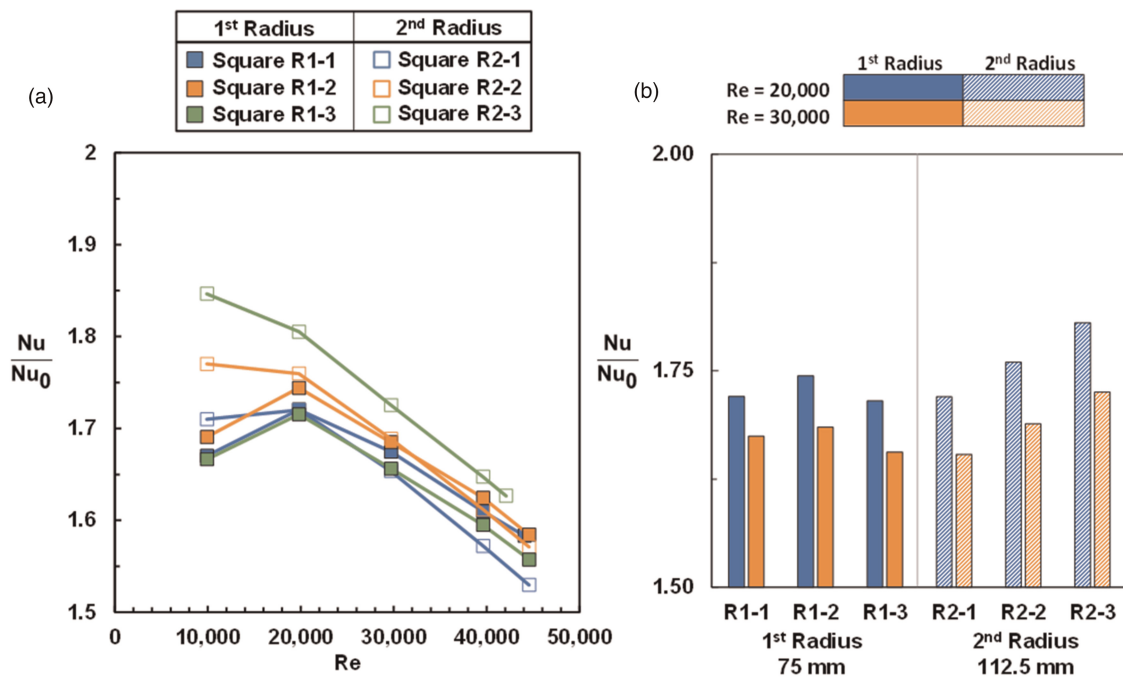 1st Radius 2nd Radius
Square R1-1 Square R2-1
Square R1-2 Square R2-2
Square R1-3 Square R2-3
(a)
2
1.9
1.8
1.7
1.6
1.5
Nu
Nu0
0 10,000 20,000 30,000 40,000 50,000
Re
(b)
1st Radius 2nd Radius
Re = 20,000
Re = 30,000
2.00
1.75
1.50
Nu
Nu0
R1-1 R1-2 R1-3 R2-1 R2-2 R2-3
1st Radius 2nd Radius
75 mm 112.5 mm